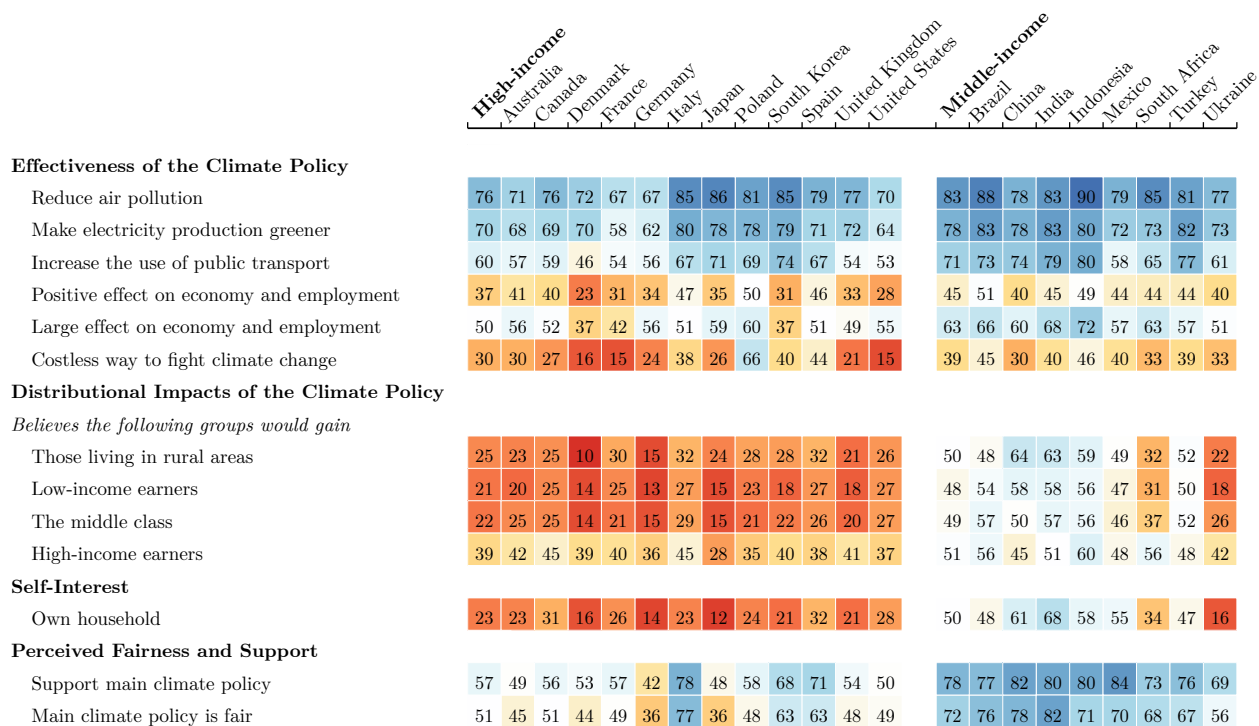 High-income Australia Canada Denmark France Germany Italy Japan Poland South Korea Spain United Kingdom United States Middle-income Brazil China India Indonesia Mexico South Africa Turkey Ukraine
Effectiveness of the Climate Policy
Reduce air pollution 76 71 76 72 67 67 85 86 81 85 79 77 70 83 88 78 83 90 79 85 81 77
Make electricity production greener 70 68 69 70 58 62 80 78 78 79 71 72 64 78 83 78 83 80 72 73 82 73
Increase the use of public transport 60 57 59 46 54 56 67 71 69 74 67 54 53 71 73 74 79 80 58 65 77 61
Positive effect on economy and employment 37 41 40 23 31 34 47 35 50 31 46 33 28 45 51 40 45 49 44 44 44 40
Large effect on economy and employment 50 56 52 37 42 56 51 59 60 37 51 49 55 63 66 60 68 72 57 63 57 51
Costless way to fight climate change 30 30 27 16 15 24 38 26 66 40 44 21 15 39 45 30 40 46 40 33 39 33
Distributional Impacts of the Climate Policy
Believes the following groups would gain
Those living in rural areas 25 23 25 10 30 15 32 24 28 28 32 21 26 50 48 64 63 59 49 32 52 22
Low-income earners 21 20 25 14 25 13 27 15 23 18 27 18 27 48 54 58 58 56 47 31 50 18
The middle class 22 25 25 14 21 15 29 15 21 22 26 20 27 49 57 50 57 56 46 37 52 26
High-income earners 39 42 45 39 40 36 45 28 35 40 38 41 37 51 56 45 51 60 48 56 48 42
Self-Interest
Own household 23 23 31 16 26 14 23 12 24 21 32 21 28 50 48 61 68 58 55 34 47 16
Perceived Fairness and Support
Support main climate policy 57 49 56 53 57 42 78 48 58 68 71 54 50 78 77 82 80 80 84 73 76 69
Main climate policy is fair 51 45 51 44 49 36 77 36 48 63 63 48 49 72 76 78 82 71 70 68 67 56